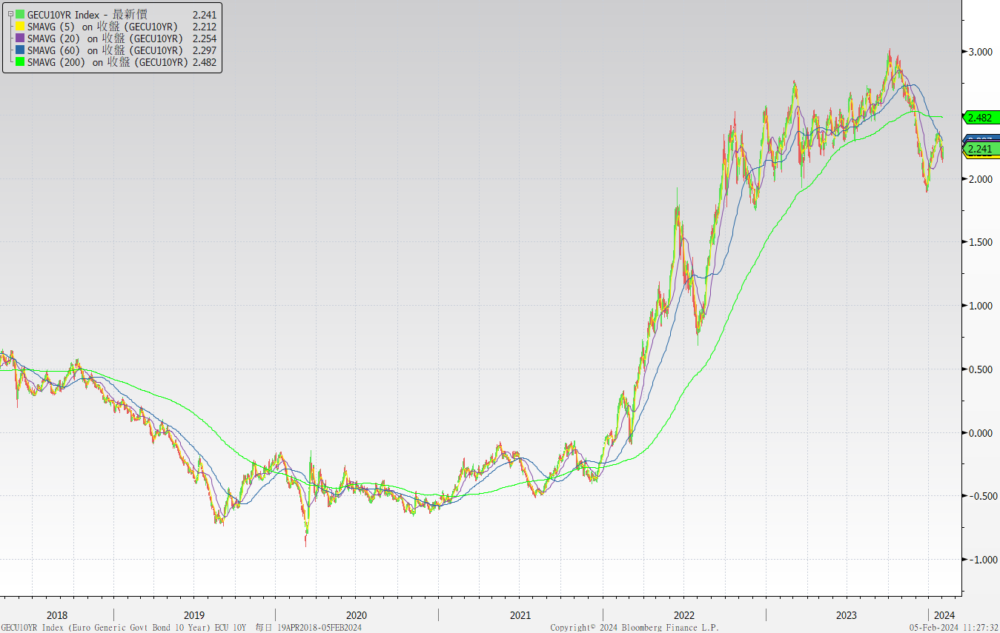 GECU10YR Index - 最新價 2.241
SMAVG (5) on 收盤 (GECU10YR) 2.212
SMAVG (20) on 收盤 (GECU10YR) 2.254
SMAVG (60) on 收盤 (GECU10YR) 2.297
SMAVG (200) on 收盤 (GECU10YR) 2.482
3.000
2.482
2.241
2.000
1.500
1.000
0.500
0.000
-0.500
-1.000
2018 2019 2020 2021 2022 2023 2024
GECU10YR Index (Euro Generic Govt Bond 10 Year) ECU 10Y 每日 19APR2018-05FEB2024 Copyright© 2024 Bloomberg Finance L.P. 05-Feb-2024 11:27:32